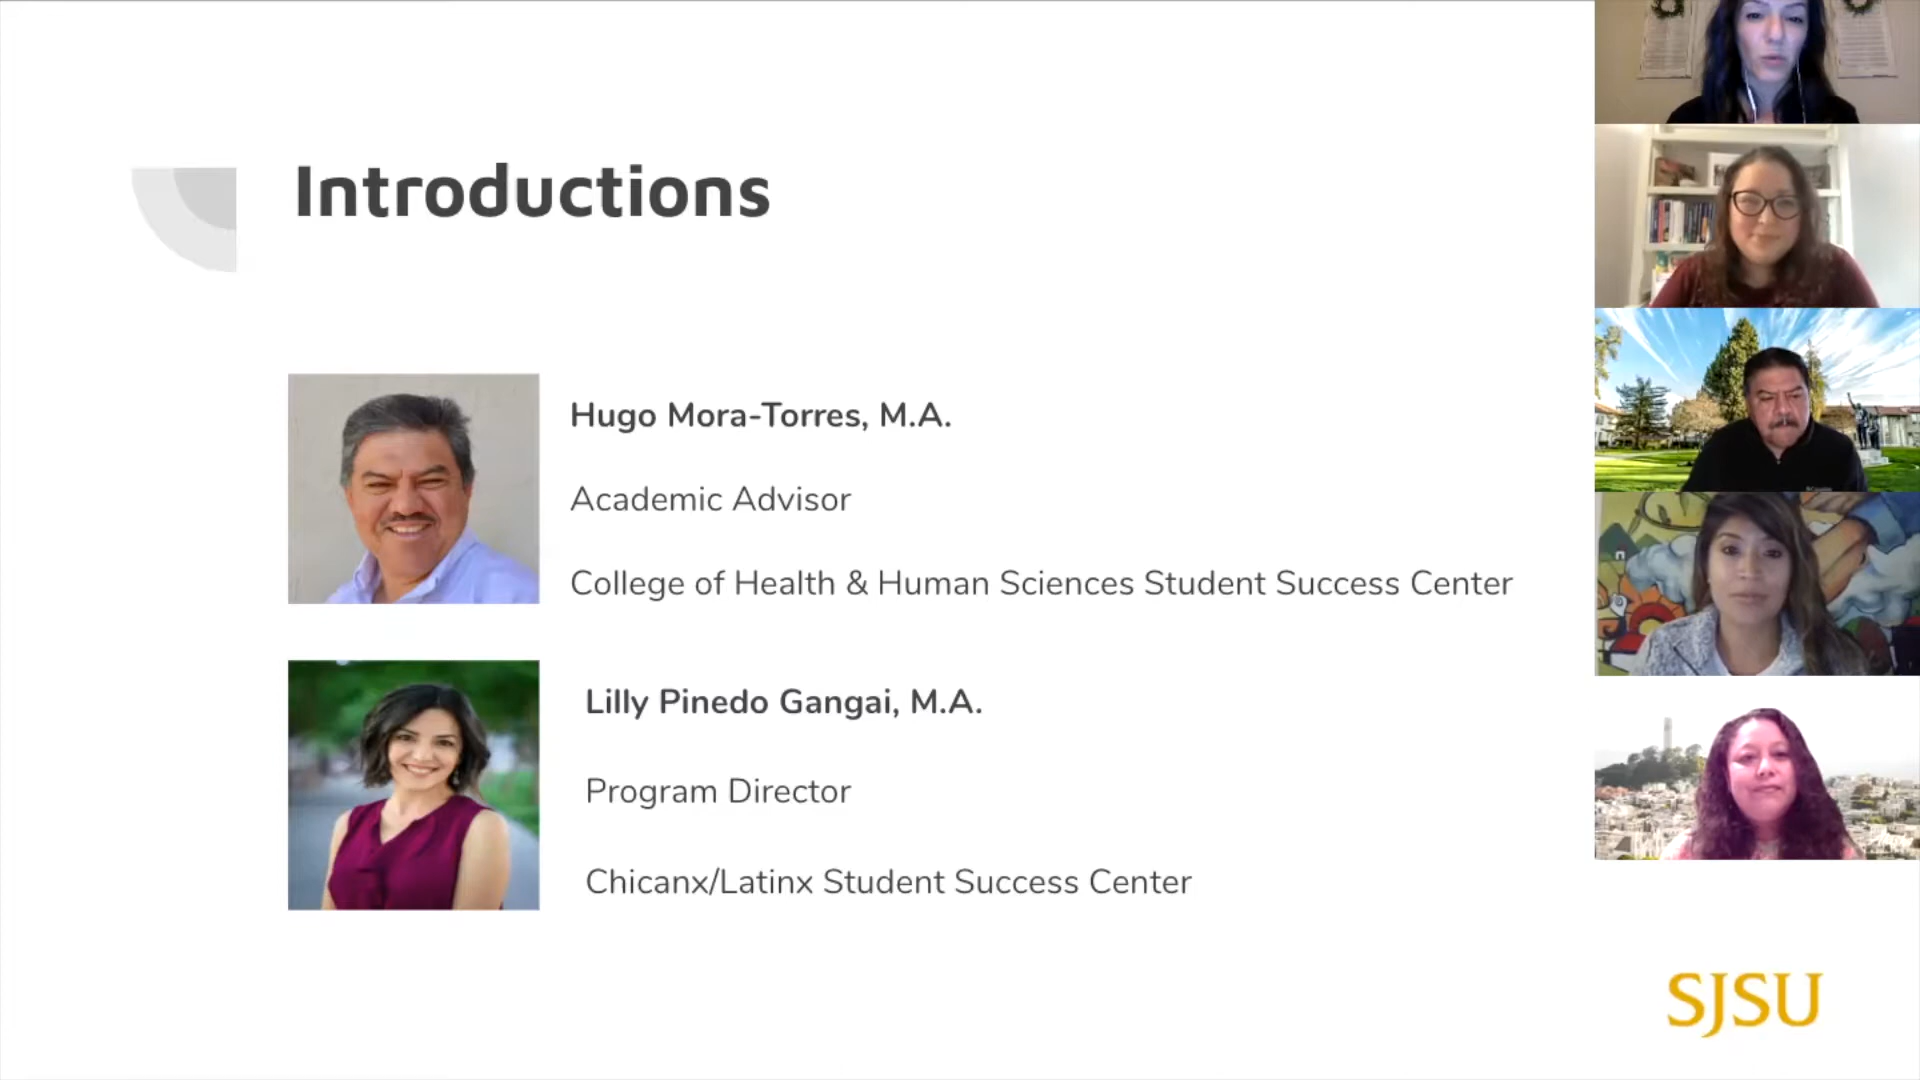 Introductions
Hugo Mora-Torres, M.A.
Academic Advisor
College of Health & Human Sciences Student Success Center
Lilly Pinedo Gangai, M.A.
Program Director
Chicanx/Latinx Student Success Center
SJSU